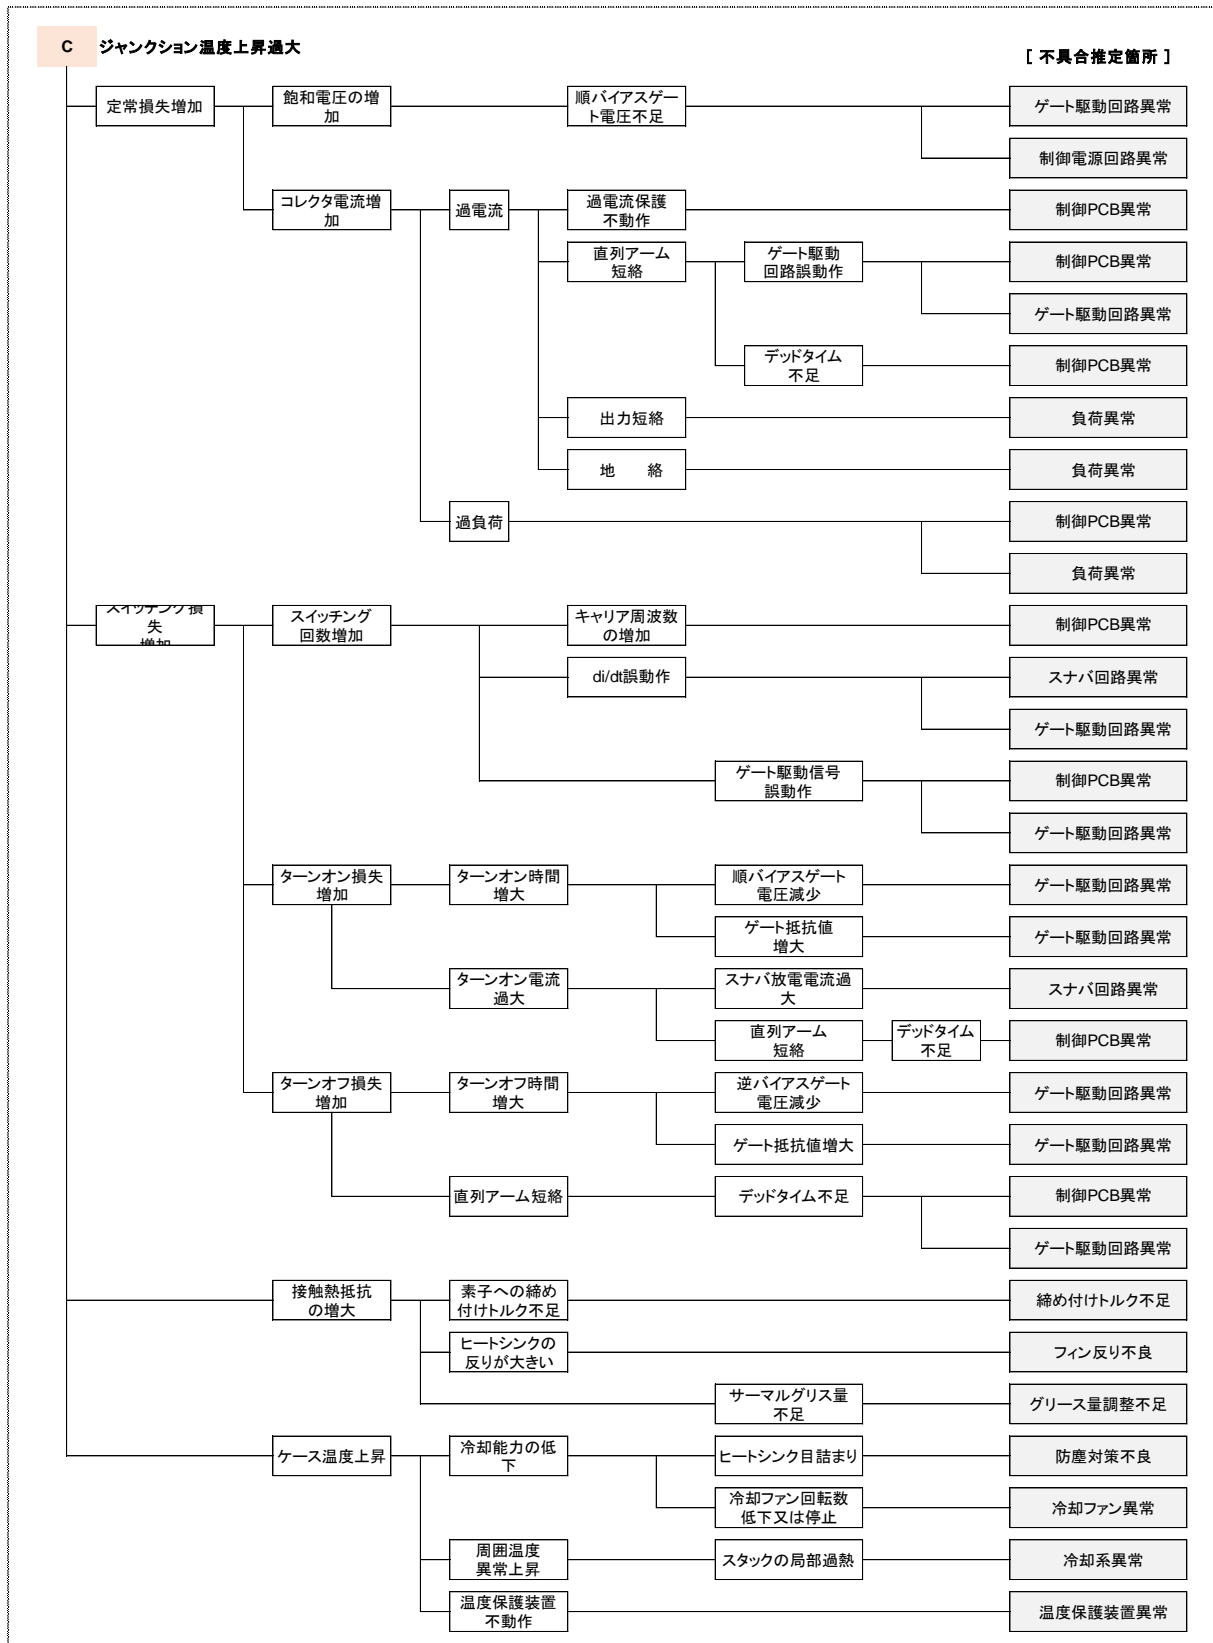 C ジャンクション温度上昇過大
[ 不具合推定箇所 ]
定常損失増加
飽和電圧の増
加
順バイアスゲー
ト電圧不足
ゲート駆動回路異常
制御電源回路異常
コレクタ電流増
加
過電流
過電流保護
不動作
制御PCB異常
直列アーム
短絡
ゲート駆動
回路誤動作
制御PCB異常
ゲート駆動回路異常
デッドタイム
不足
制御PCB異常
出力短絡
負荷異常
地　絡
負荷異常
過負荷
制御PCB異常
負荷異常
スイッチング損
失
増加
スイッチング
回数増加
キャリア周波数
の増加
制御PCB異常
di/dt誤動作
スナバ回路異常
ゲート駆動回路異常
ゲート駆動信号
誤動作
制御PCB異常
ゲート駆動回路異常
ターンオン損失
増加
ターンオン時間
増大
順バイアスゲート
電圧減少
ゲート駆動回路異常
ゲート抵抗値
増大
ゲート駆動回路異常
ターンオン電流
過大
スナバ放電電流過
大
スナバ回路異常
直列アーム
短絡
デッドタイム
不足
制御PCB異常
ターンオフ損失
増加
ターンオフ時間
増大
逆バイアスゲート
電圧減少
ゲート駆動回路異常
ゲート抵抗値増大
ゲート駆動回路異常
直列アーム短絡
デッドタイム不足
制御PCB異常
ゲート駆動回路異常
接触熱抵抗
の増大
素子への締め
付けトルク不足
締め付けトルク不足
ヒートシンクの
反りが大きい
フィン反り不良
サーマルグリス量
不足
グリース量調整不足
ケース温度上昇
冷却能力の低
下
ヒートシンク目詰まり
防塵対策不良
冷却ファン回転数
低下又は停止
冷却ファン異常
周囲温度
異常上昇
スタックの局部過熱
冷却系異常
温度保護装置
不動作
温度保護装置異常